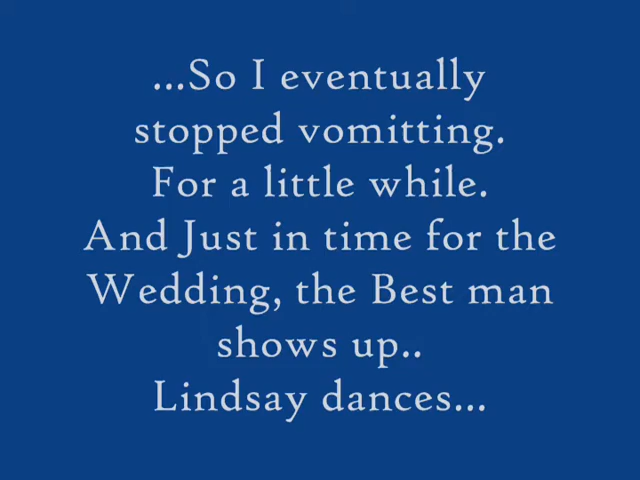 ...So I eventually
stopped vomitting.
For a little while.
And Just in time for the
Wedding, the Best man
shows up..
Lindsay dances...